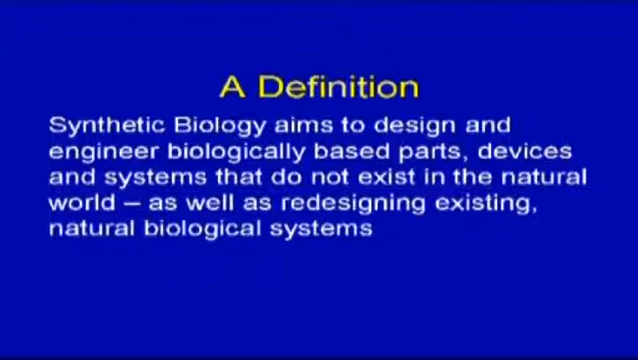 A Definition
Synthetic Biology aims to design and
engineer biologically based parts, devices
and systems that do not exist in the natural
world – as well as redesigning existing,
natural biological systems